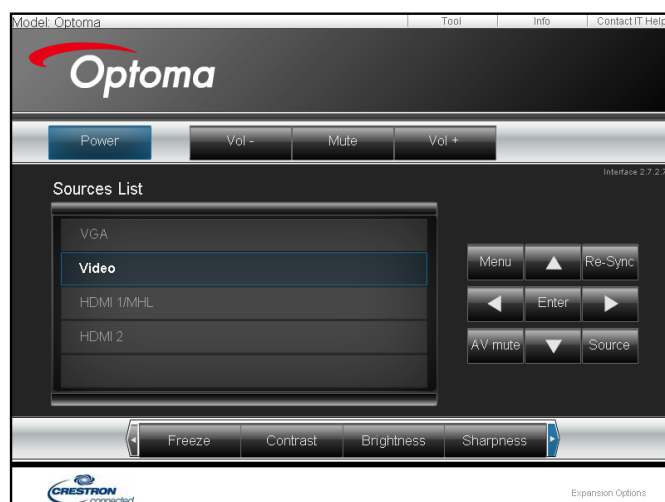 Model: Optoma Tool Info Contact IT Help
Optoma
Power Vol - Mute Vol +
Interface 2.7.2.7
Sources List
VGA
Video
HDMI 1/MHL
HDMI 2
Menu Re-Sync
Enter
AV mute Source
Freeze Contrast Brightness Sharpness
CRESTRON
connected
Expansion Options